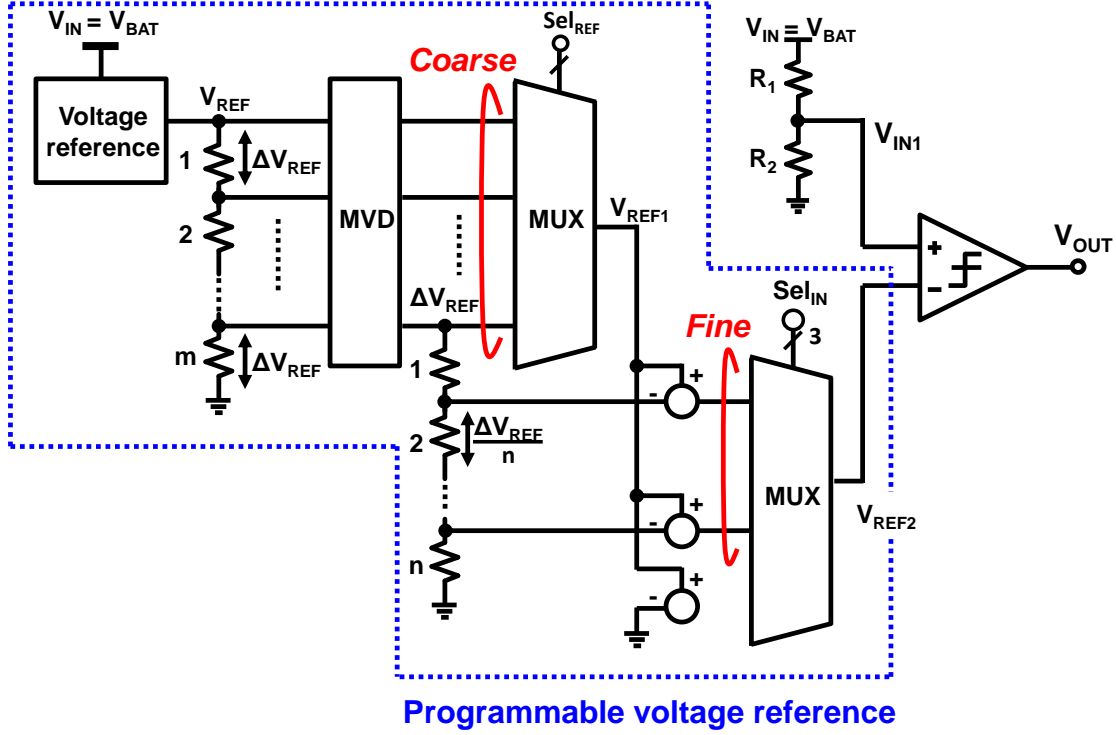 V_IN = V_BAT
Voltage
reference
V_REF
1
ΔV_REF
2
m
ΔV_REF
MVD
Coarse
Sel_REF
MUX
V_REF1
ΔV_REF
1
2
ΔV_REF
n
n
+
-
+
-
+
-
Fine
Sel_IN
3
MUX
V_REF2
V_IN = V_BAT
R_1
R_2
V_IN1
+
-
V_OUT
Programmable voltage reference